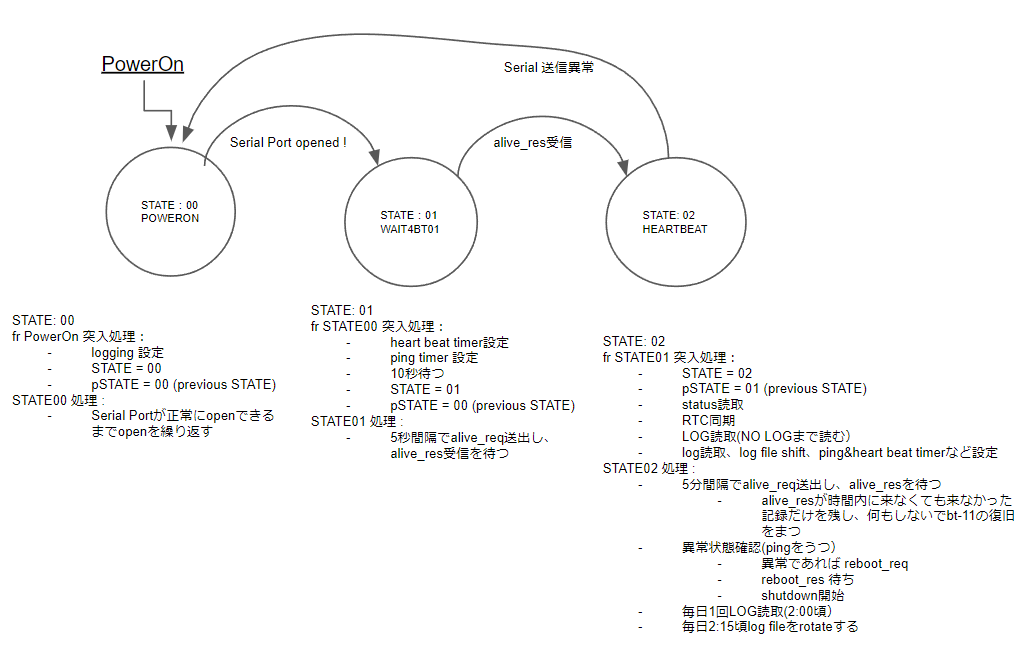 PowerOn
Serial 送信異常
Serial Port opened !
alive_res受信
STATE : 00
POWERON
STATE : 01
WAIT4BT01
STATE: 02
HEARTBEAT
STATE: 00
fr PowerOn 突入処理 :
- logging 設定
- STATE = 00
- pSTATE = 00 (previous STATE)
STATE00 処理 :
- Serial Portが正常にopenできる
までopenを繰り返す
STATE: 01
fr STATE00 突入処理 :
- heart beat timer設定
- ping timer 設定
- 10秒待つ
- STATE = 01
- pSTATE = 00 (previous STATE)
STATE01 処理 :
- 5秒間隔でalive_req送出し、
alive_res受信を待つ
STATE: 02
fr STATE01 突入処理 :
- STATE = 02
- pSTATE = 01 (previous STATE)
- status読取
- RTC同期
- LOG読取(NO LOGまで読む)
- log読取、log file shift、ping&heart beat timerなど設定
STATE02 処理 :
- 5分間隔でalive_req送出し、alive_resを待つ
- alive_resが時間内に来なくても来なかった
記録だけを残し、何もしないでbt-11の復旧
をまつ
- 異常状態確認(pingをうつ)
- 異常であれば reboot_req
- reboot_res 待ち
- shutdown開始
- 毎日1回LOG読取(2:00頃)
- 毎日2:15頃log fileをrotateする